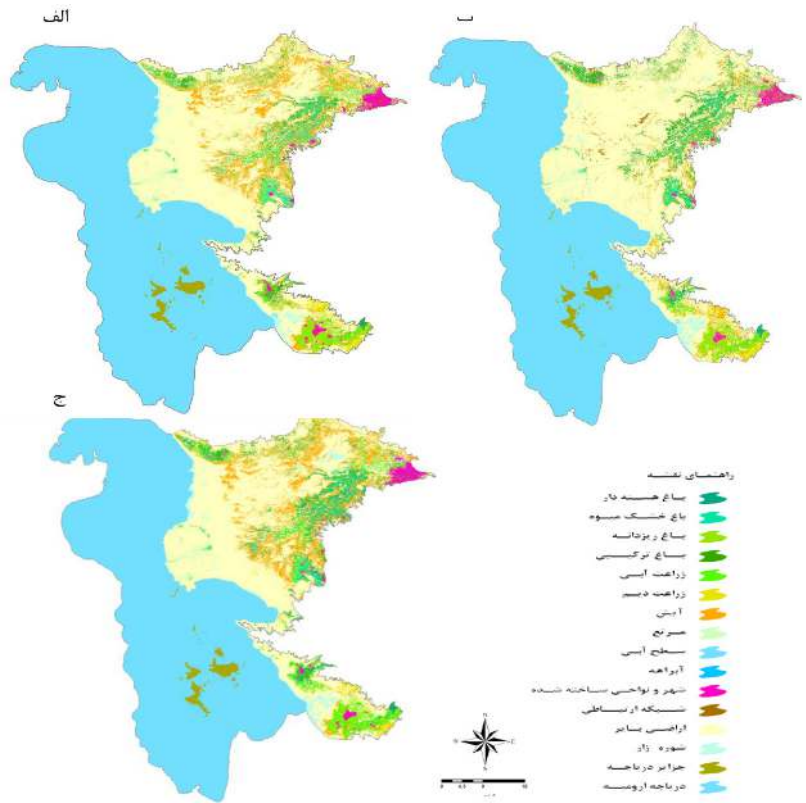 الف
ب
ج
راهنمای نقشه
باغ هسته دار
باغ خشک میوه
باغ ریزدانه
باغ ترکیبی
زراعت آبی
زراعت دیم
آیش
مرتع
سطح آبی
آبراهه
شهر و نواحی ساخته شده
شبکه ارتباطی
اراضی بایر
شوره زار
جزایر دریاچه
دریاچه ارومیه
N
E
S